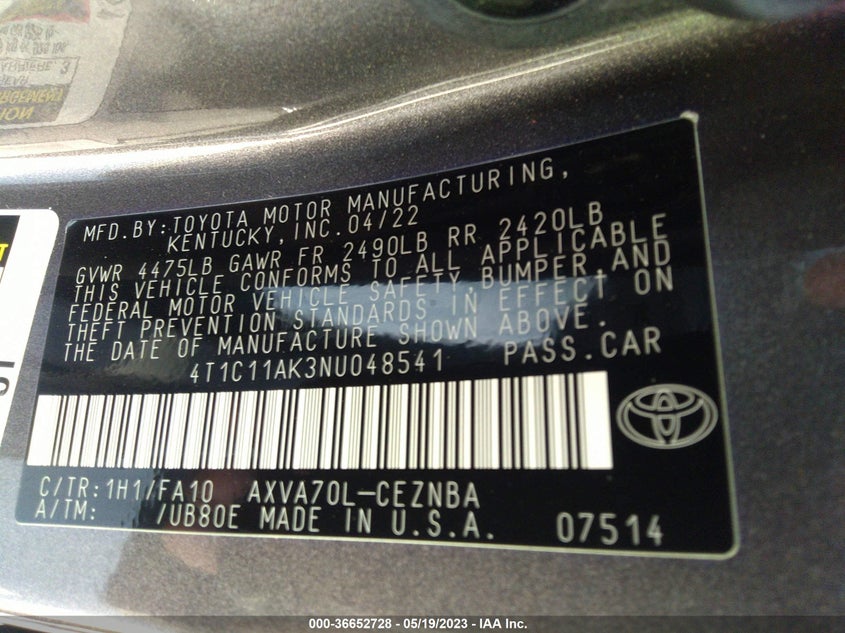 MFD.BY:TOYOTA MOTOR MANUFACTURING,
KENTUCKY,INC.04/22
GVWR 4475LB GAWR FR 2490LB RR 2420LB
THIS VEHICLE CONFORMS TO ALL APPLICABLE
FEDERAL MOTOR VEHICLE SAFETY,BUMPER,AND
THEFT PREVENTION STANDARDS IN EFFECT ON
THE DATE OF MANUFACTURE SHOWN ABOVE.
4T1C11AK3NU048541 PASS.CAR
C/TR:1H1/FA10 AXVA70L-CEZNBA
A/TM: /UB80E MADE IN U.S.A. 07514
000-36652728 - 05/19/2023 - IAA Inc.